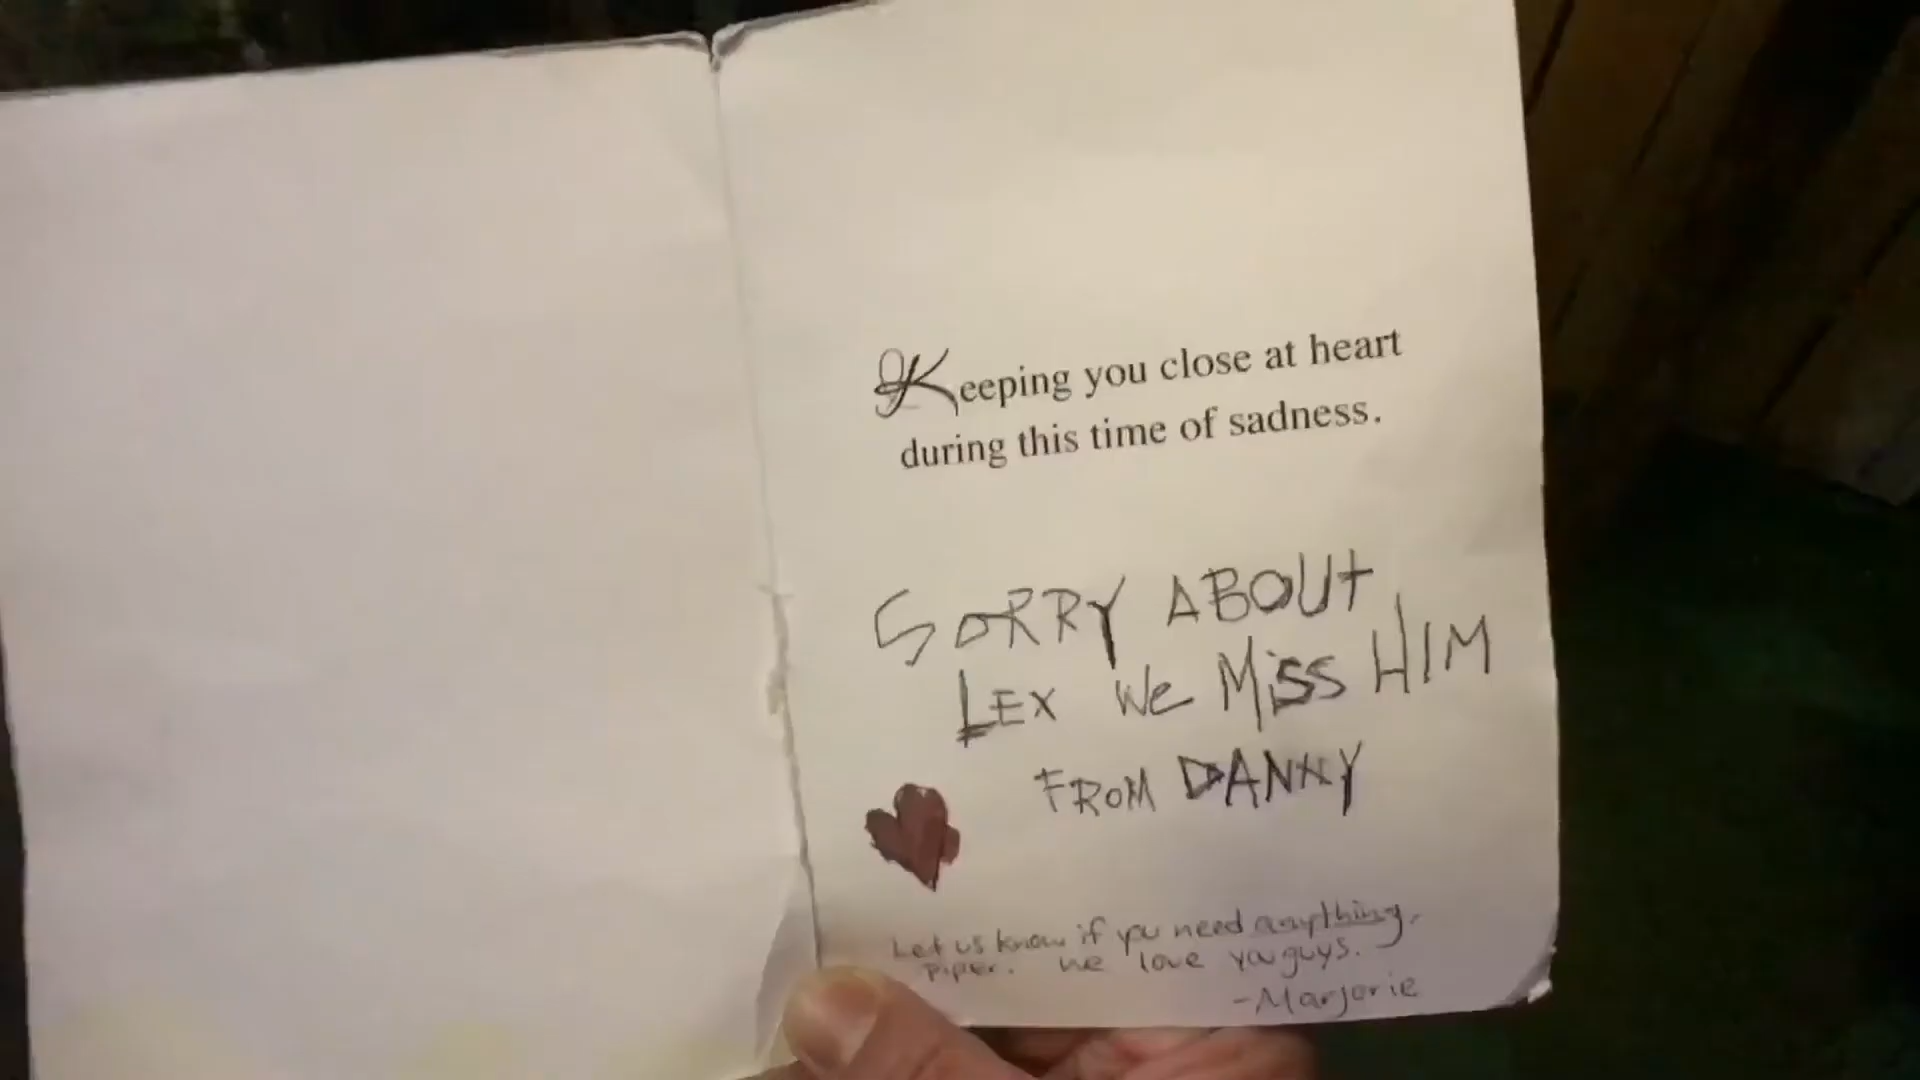 Keeping you close at heart
during this time of sadness.
SORRY ABOUt
LEX We MiSS HIM
FROM DANNY
Let us know if you need anything,
Piper. We love you guys.
-Marjorie